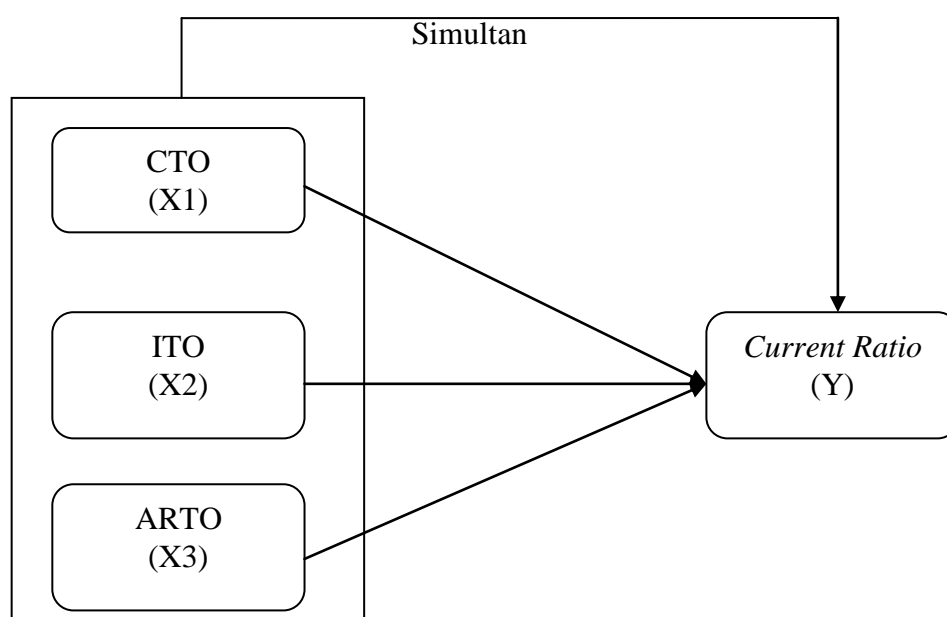 Simultan
CTO
(X1)
ITO
(X2)
Current Ratio
(Y)
ARTO
(X3)